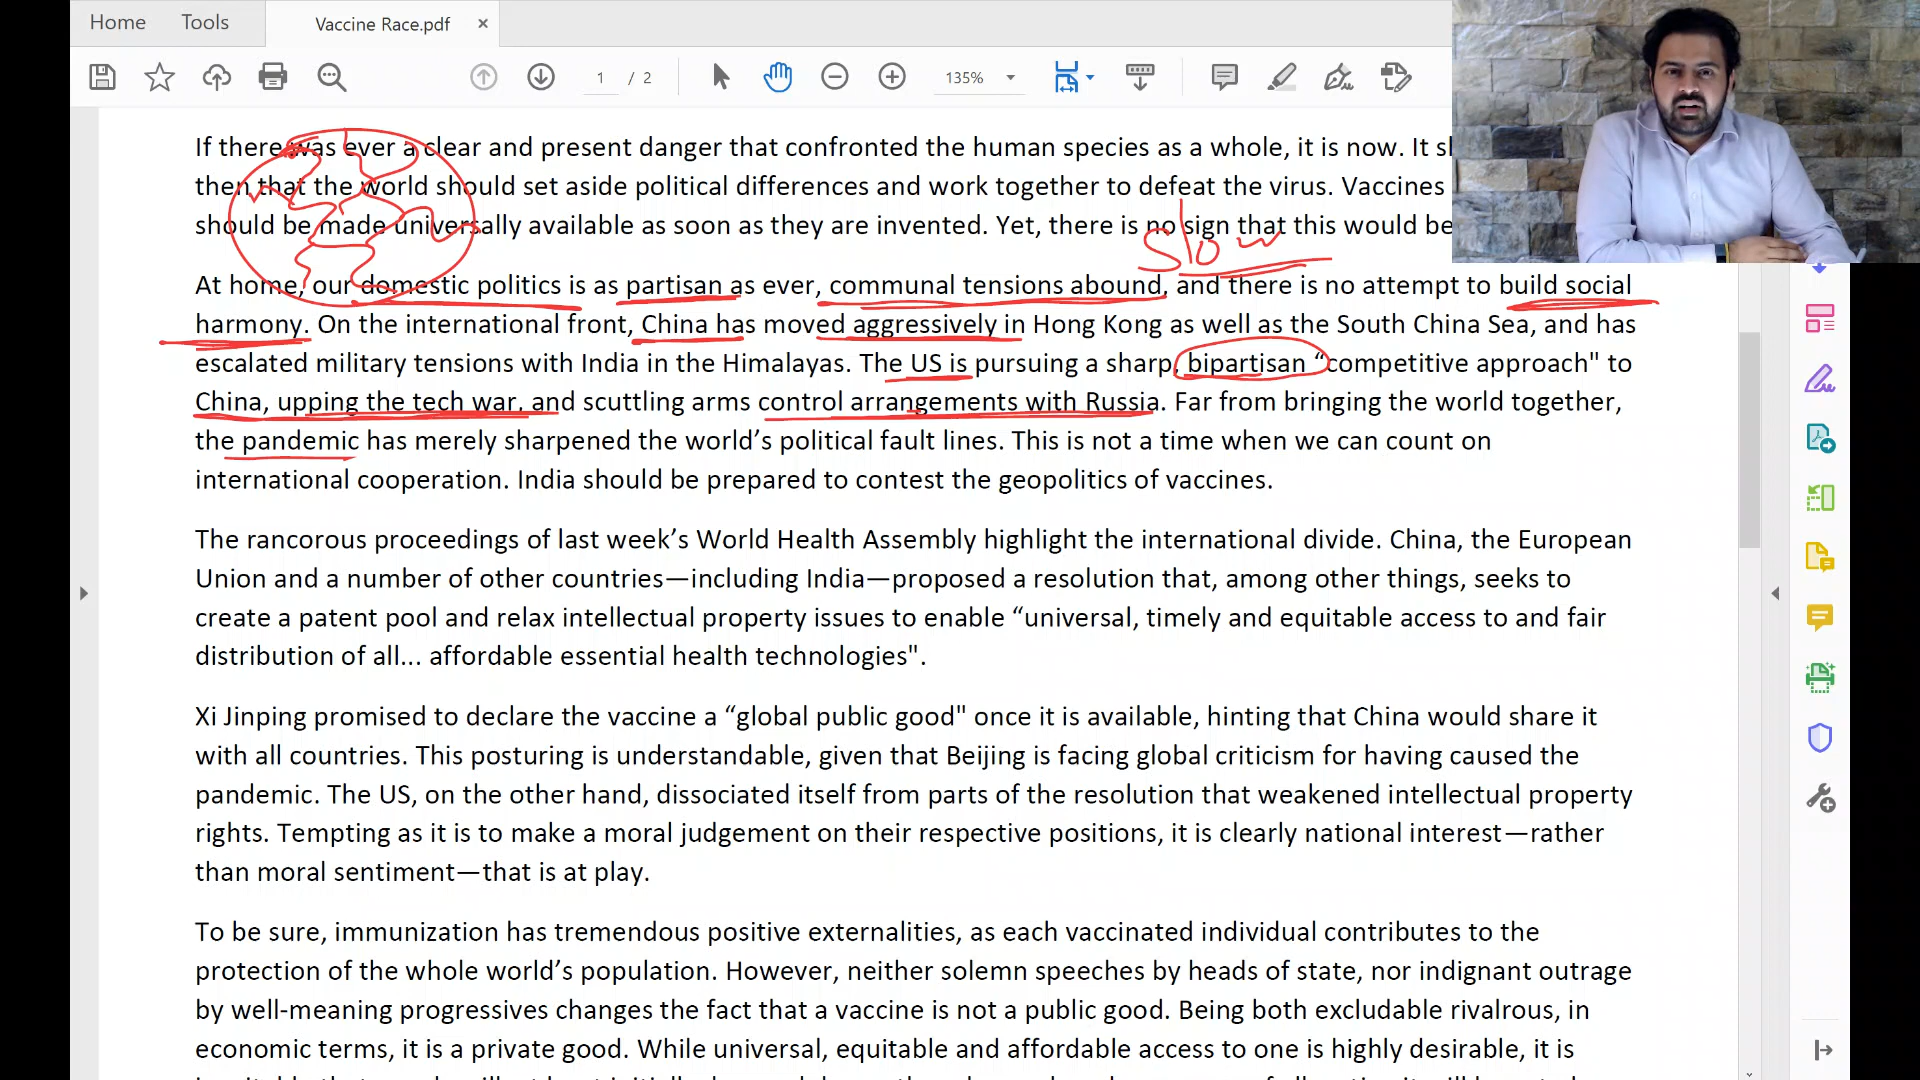 Home Tools Vaccine Race.pdf
1 / 2 135%
If there was ever a clear and present danger that confronted the human species as a whole, it is now. It
then that the world should set aside political differences and work together to defeat the virus. Vaccines
should be made universally available as soon as they are invented. Yet, there is no sign that this would be
Slow
At home, our domestic politics is as partisan as ever, communal tensions abound, and there is no attempt to build social
harmony. On the international front, China has moved aggressively in Hong Kong as well as the South China Sea, and has
escalated military tensions with India in the Himalayas. The US is pursuing a sharp, bipartisan “competitive approach" to
China, upping the tech war, and scuttling arms control arrangements with Russia. Far from bringing the world together,
the pandemic has merely sharpened the world’s political fault lines. This is not a time when we can count on
international cooperation. India should be prepared to contest the geopolitics of vaccines.
The rancorous proceedings of last week’s World Health Assembly highlight the international divide. China, the European
Union and a number of other countries—including India—proposed a resolution that, among other things, seeks to
create a patent pool and relax intellectual property issues to enable “universal, timely and equitable access to and fair
distribution of all... affordable essential health technologies".
Xi Jinping promised to declare the vaccine a “global public good" once it is available, hinting that China would share it
with all countries. This posturing is understandable, given that Beijing is facing global criticism for having caused the
pandemic. The US, on the other hand, dissociated itself from parts of the resolution that weakened intellectual property
rights. Tempting as it is to make a moral judgement on their respective positions, it is clearly national interest—rather
than moral sentiment—that is at play.
To be sure, immunization has tremendous positive externalities, as each vaccinated individual contributes to the
protection of the whole world’s population. However, neither solemn speeches by heads of state, nor indignant outrage
by well-meaning progressives changes the fact that a vaccine is not a public good. Being both excludable rivalrous, in
economic terms, it is a private good. While universal, equitable and affordable access to one is highly desirable, it is